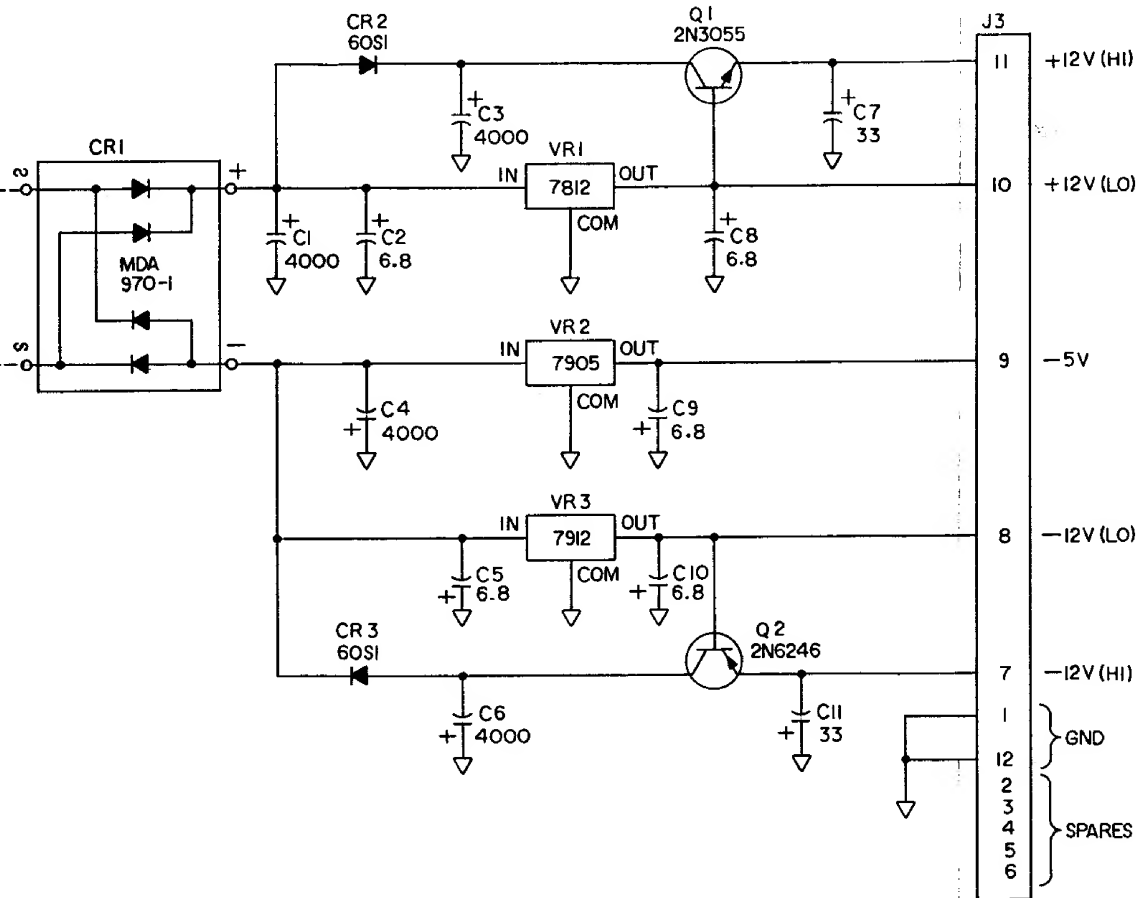 CR2
60S1
Q1
2N3055
J3
11
+12V (HI)
+
C3
4000
+
C7
33
CR1
S
+
IN
VR1
7812
OUT
COM
10
+12V (LO)
+
C1
4000
+
C2
6.8
+
C8
6.8
MDA
970-1
S
−
IN
VR2
7905
OUT
COM
9
−5V
+
C4
4000
+
C9
6.8
IN
VR3
7912
OUT
COM
8
−12V (LO)
+
C5
6.8
+
C10
6.8
CR3
60S1
Q2
2N6246
7
−12V (HI)
+
C6
4000
+
C11
33
1
12
GND
2
3
4
5
6
SPARES